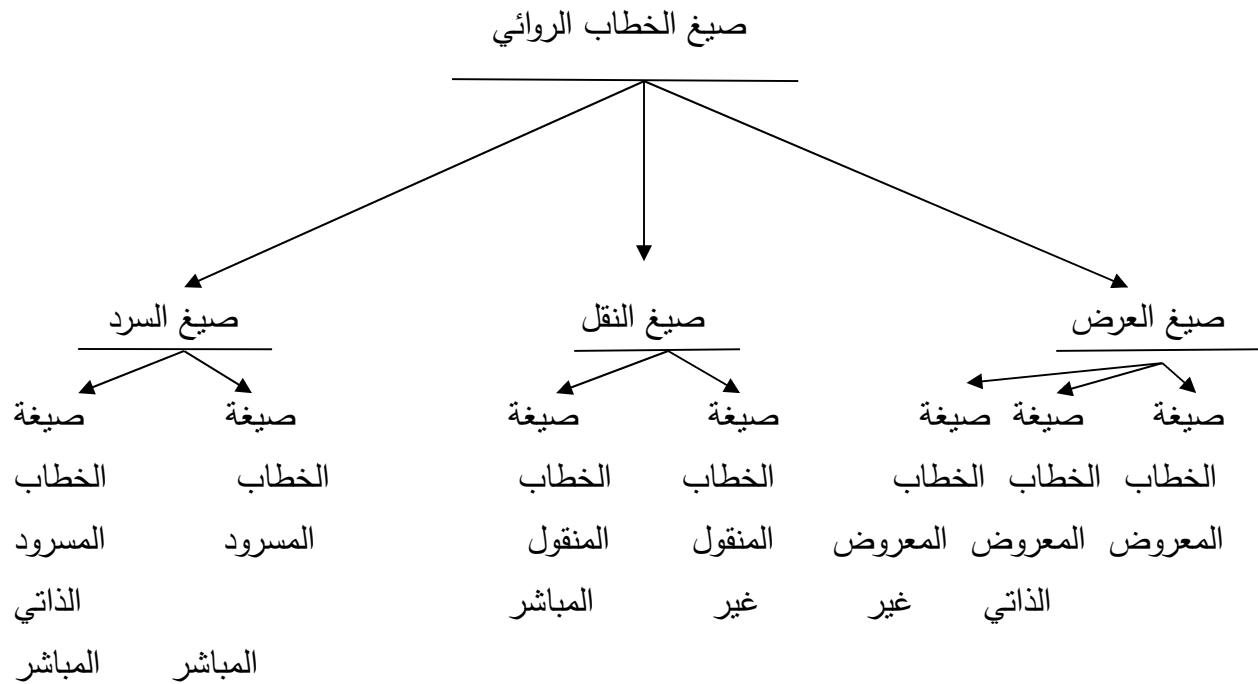 صيغ الخطاب الروائي
صيغ العرض صيغ النقل صيغ السرد
صيغة صيغة صيغة صيغة صيغة صيغة صيغة
الخطاب الخطاب الخطاب الخطاب الخطاب الخطاب الخطاب
المعروض المعروض المعروض المنقول المنقول المسرود المسرود
الذاتي غير غير المباشر الذاتي
المباشر المباشر